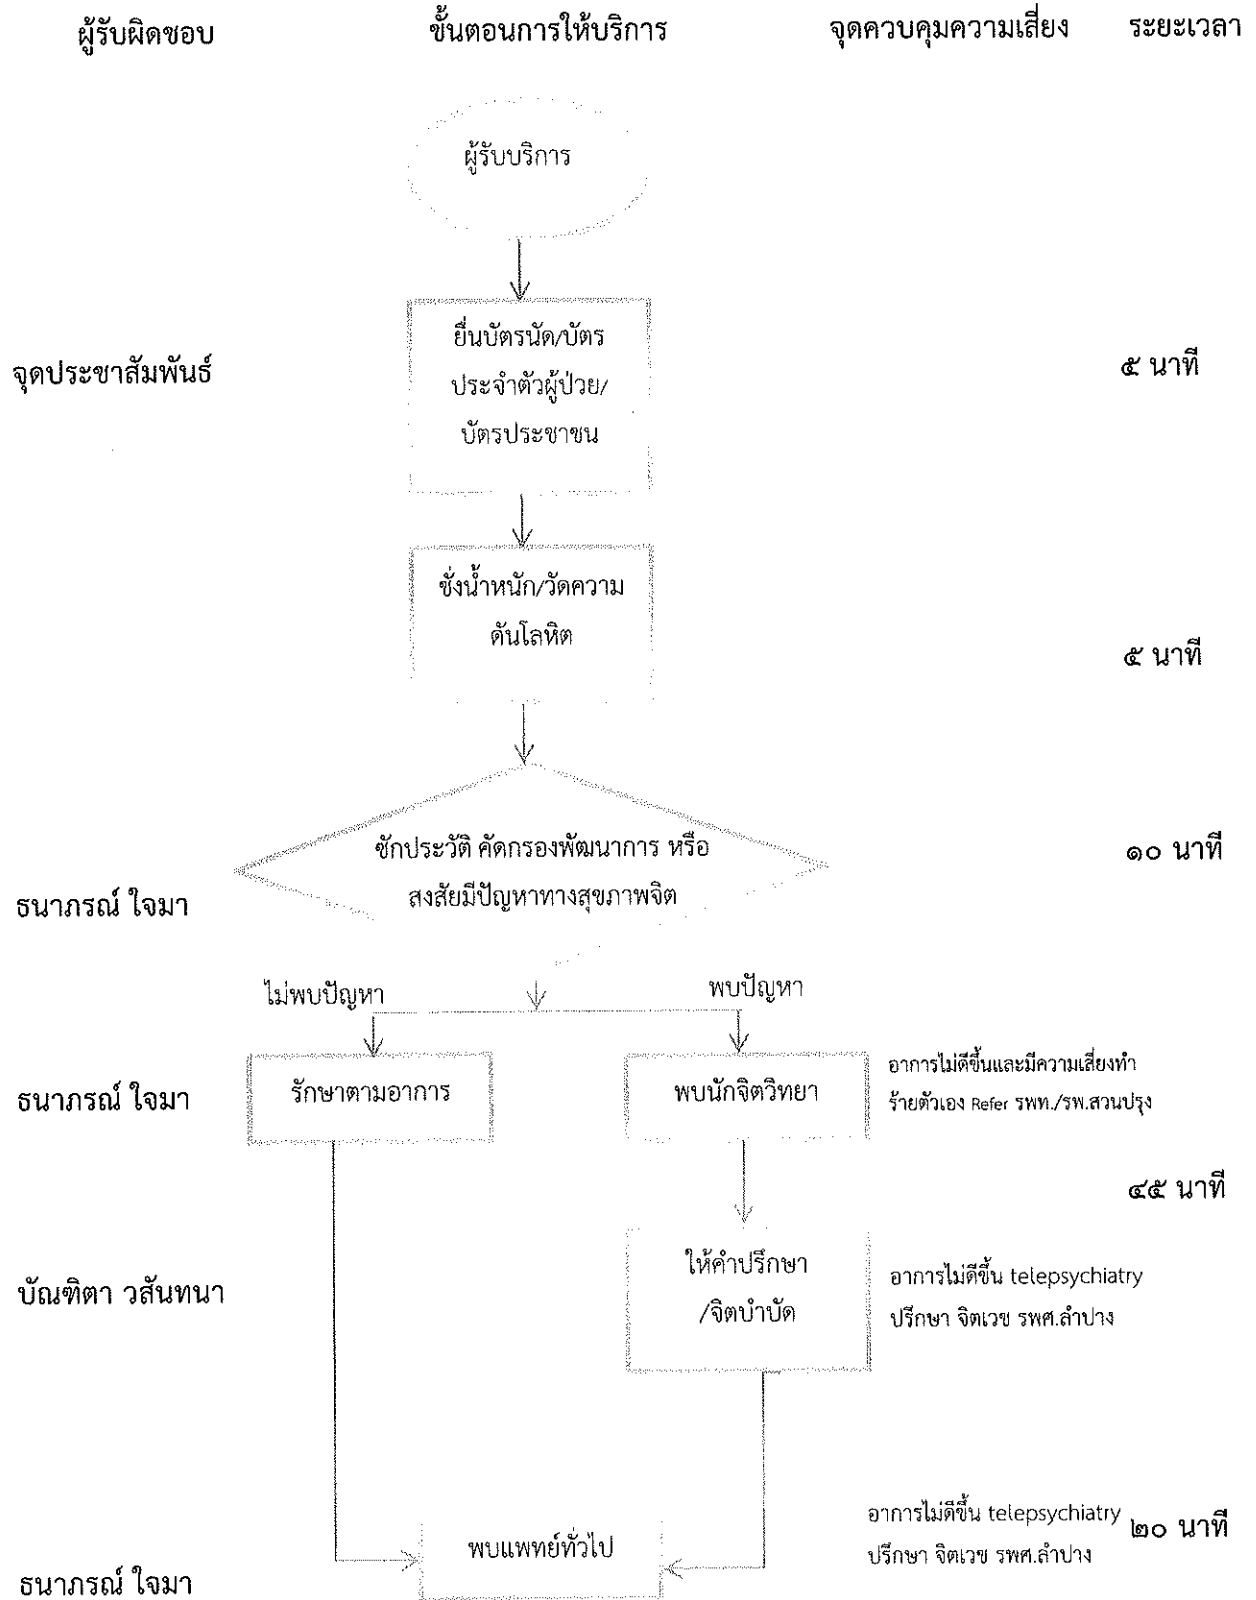 ผู้รับผิดชอบ ขั้นตอนการให้บริการ จุดควบคุมความเสี่ยง ระยะเวลา
ผู้รับบริการ
ยื่นบัตรนัด/บัตร
ประจำตัวผู้ป่วย/
บัตรประชาชน
จุดประชาสัมพันธ์
๕ นาที
ชั่งน้ำหนัก/วัดความ
ดันโลหิต
๕ นาที
ซักประวัติ คัดกรองพัฒนาการ หรือ
สงสัยมีปัญหาทางสุขภาพจิต
๑๐ นาที
ธนาภรณ์ ใจมา
ไม่พบปัญหา
พบปัญหา
ธนาภรณ์ ใจมา
รักษาตามอาการ
พบนักจิตวิทยา
อาการไม่ดีขึ้นและมีความเสี่ยงทำ
ร้ายตัวเอง Refer รพท./รพ.สวนปรุง
๔๕ นาที
บัณฑิตา วสันทนา
ให้คำปรึกษา
/จิตบำบัด
อาการไม่ดีขึ้น telepsychiatry
ปรึกษา จิตเวช รพศ.ลำปาง
พบแพทย์ทั่วไป
อาการไม่ดีขึ้น telepsychiatry
ปรึกษา จิตเวช รพศ.ลำปาง
๒๐ นาที
ธนาภรณ์ ใจมา